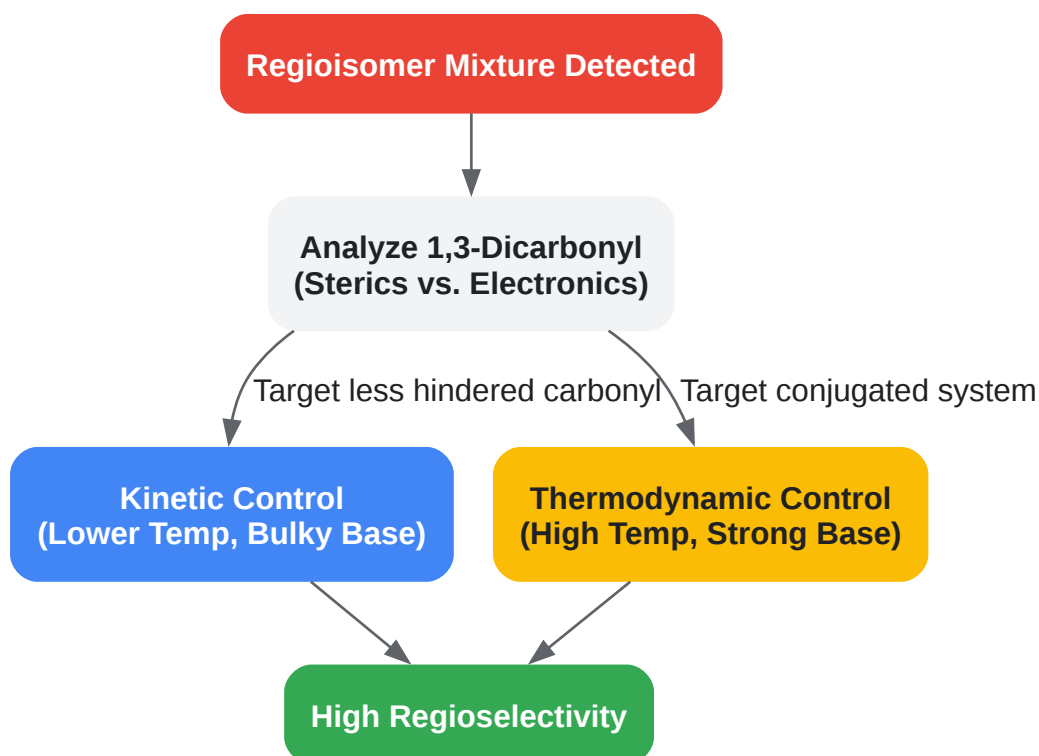 Regioisomer Mixture Detected
Analyze 1,3-Dicarbonyl
(Sterics vs. Electronics)
Target less hindered carbonyl
Target conjugated system
Kinetic Control
(Lower Temp, Bulky Base)
Thermodynamic Control
(High Temp, Strong Base)
High Regioselectivity